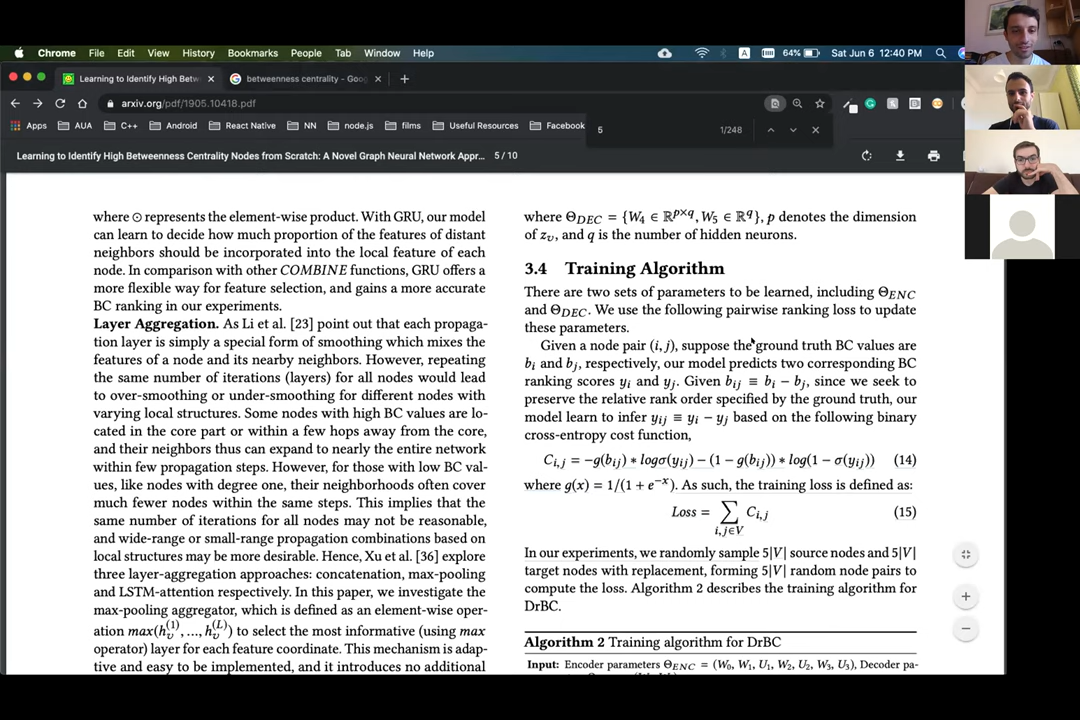 Chrome File Edit View History Bookmarks People Tab Window Help
A 64% Sat Jun 6 12:40 PM
Learning to Identify High Betw × betweenness centrality - Goo × +
arxiv.org/pdf/1905.10418.pdf
Apps AUA C++ Android React Native NN node.js films Useful Resources Facebook
5 1/248
Learning to Identify High Betweenness Centrality Nodes from Scratch: A Novel Graph Neural Network Appr... 5 / 10
where ⊙ represents the element-wise product. With GRU, our model
can learn to decide how much proportion of the features of distant
neighbors should be incorporated into the local feature of each
node. In comparison with other COMBINE functions, GRU offers a
more flexible way for feature selection, and gains a more accurate
BC ranking in our experiments.
Layer Aggregation. As Li et al. [23] point out that each propaga-
tion layer is simply a special form of smoothing which mixes the
features of a node and its nearby neighbors. However, repeating
the same number of iterations (layers) for all nodes would lead
to over-smoothing or under-smoothing for different nodes with
varying local structures. Some nodes with high BC values are lo-
cated in the core part or within a few hops away from the core,
and their neighbors thus can expand to nearly the entire network
within few propagation steps. However, for those with low BC val-
ues, like nodes with degree one, their neighborhoods often cover
much fewer nodes within the same steps. This implies that the
same number of iterations for all nodes may not be reasonable,
and wide-range or small-range propagation combinations based on
local structures may be more desirable. Hence, Xu et al. [36] explore
three layer-aggregation approaches: concatenation, max-pooling
and LSTM-attention respectively. In this paper, we investigate the
max-pooling aggregator, which is defined as an element-wise oper-
ation max(h_v^(1), ..., h_v^(L)) to select the most informative (using max
operator) layer for each feature coordinate. This mechanism is adap-
tive and easy to be implemented, and it introduces no additional
where Θ_DEC = {W₄ ∈ ℝ^{p×q}, W₅ ∈ ℝ^q}, p denotes the dimension
of z_v, and q is the number of hidden neurons.
3.4 Training Algorithm
There are two sets of parameters to be learned, including Θ_ENC
and Θ_DEC. We use the following pairwise ranking loss to update
these parameters.
Given a node pair (i, j), suppose the ground truth BC values are
b_i and b_j, respectively, our model predicts two corresponding BC
ranking scores y_i and y_j. Given b_ij ≡ b_i − b_j, since we seek to
preserve the relative rank order specified by the ground truth, our
model learn to infer y_ij ≡ y_i − y_j based on the following binary
cross-entropy cost function,
C_{i,j} = −g(b_ij) ∗ logσ(y_ij) − (1 − g(b_ij)) ∗ log(1 − σ(y_ij)) (14)
where g(x) = 1/(1 + e^{−x}). As such, the training loss is defined as:
Loss = ∑_{i,j∈V} C_{i,j} (15)
In our experiments, we randomly sample 5|V| source nodes and 5|V|
target nodes with replacement, forming 5|V| random node pairs to
compute the loss. Algorithm 2 describes the training algorithm for
DrBC.
Algorithm 2 Training algorithm for DrBC
Input: Encoder parameters Θ_ENC = (W₀, W₁, U₁, W₂, U₂, W₃, U₃), Decoder pa-